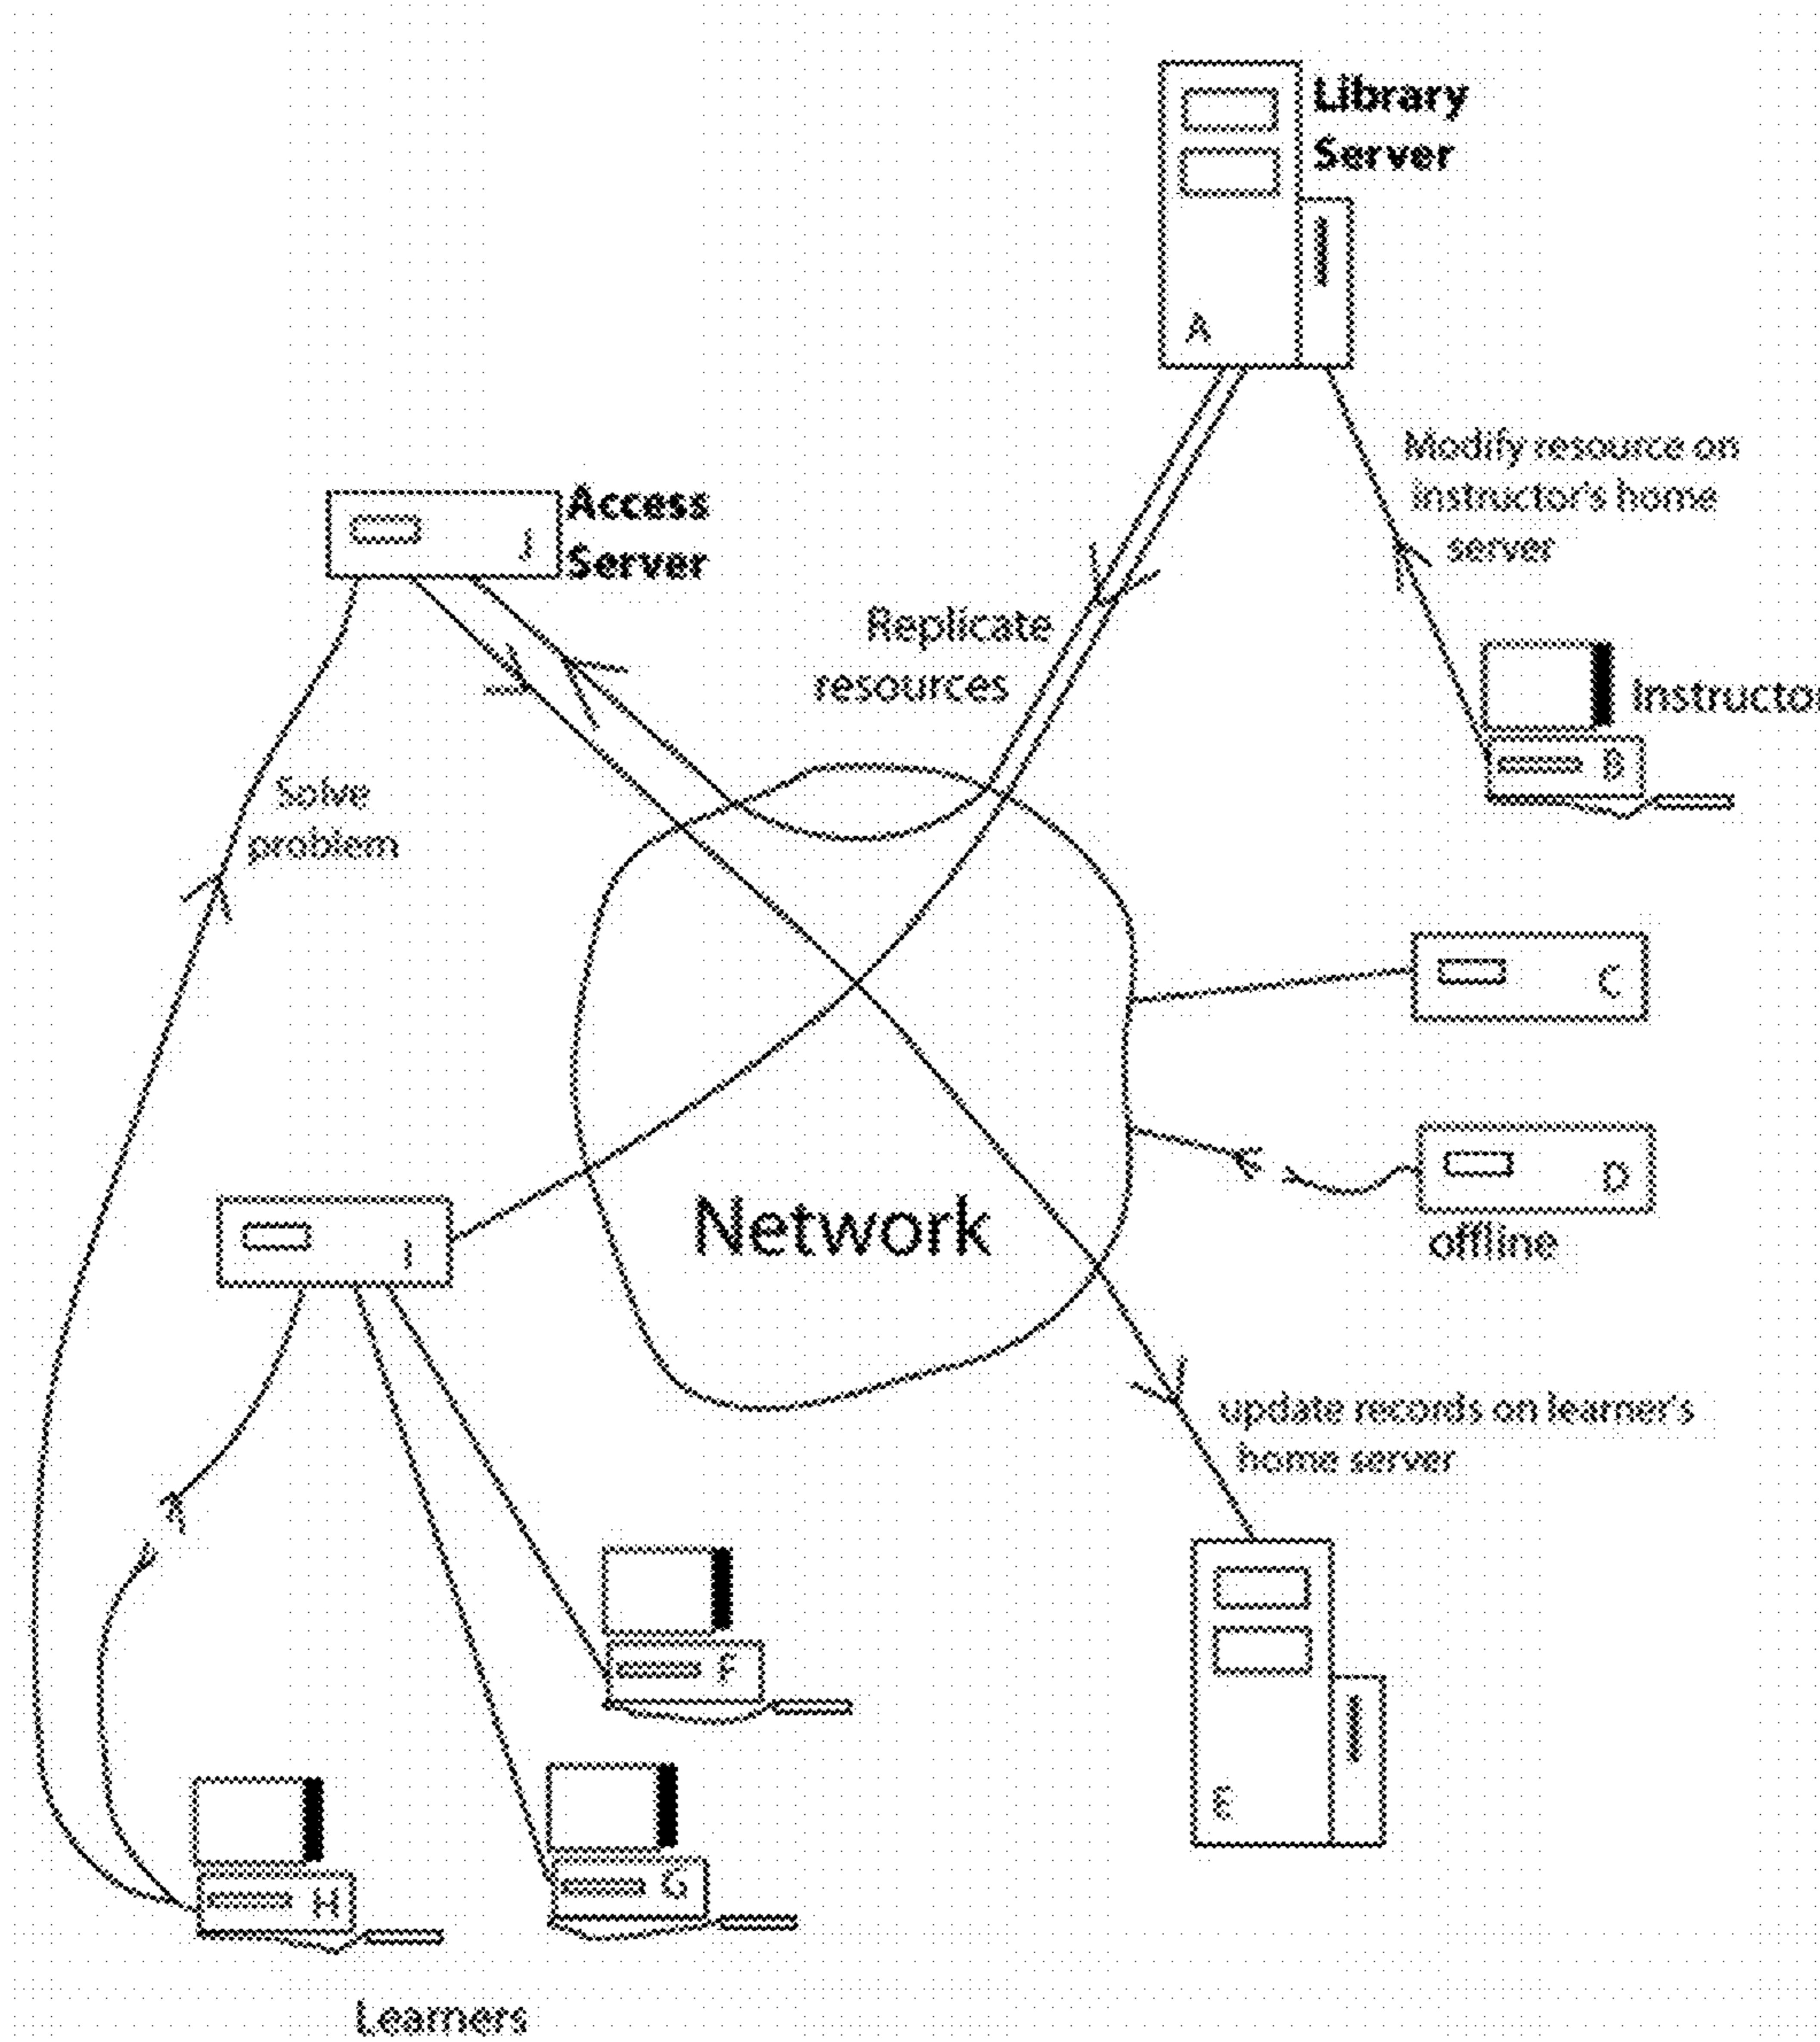 Library
Server
A
Modify resource on
instructor's home
server
Access
Server
J
Replicate
resources
Instructor
B
Solve
problem
C
D
offline
Network
I
update records on learner's
home server
F
E
G
H
Learners